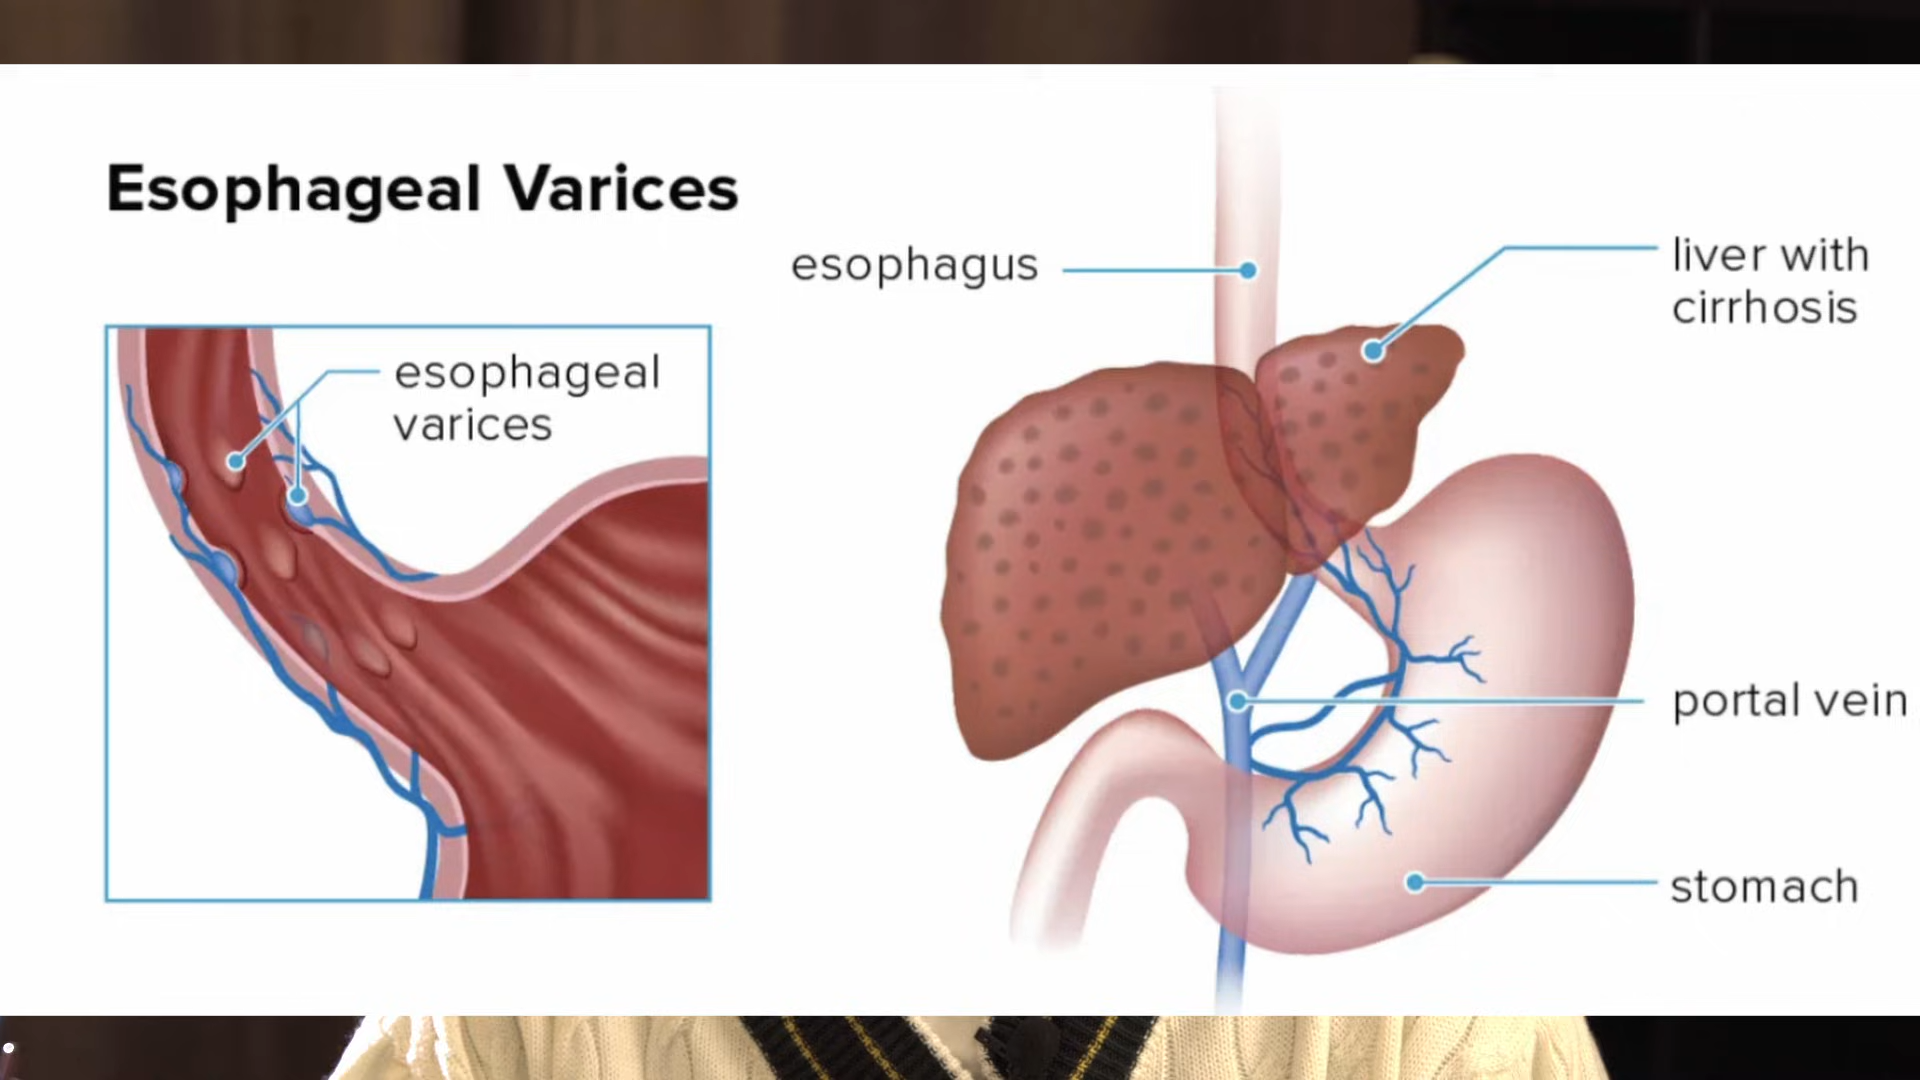 Esophageal Varices
esophageal
varices
esophagus
liver with
cirrhosis
portal vein
stomach